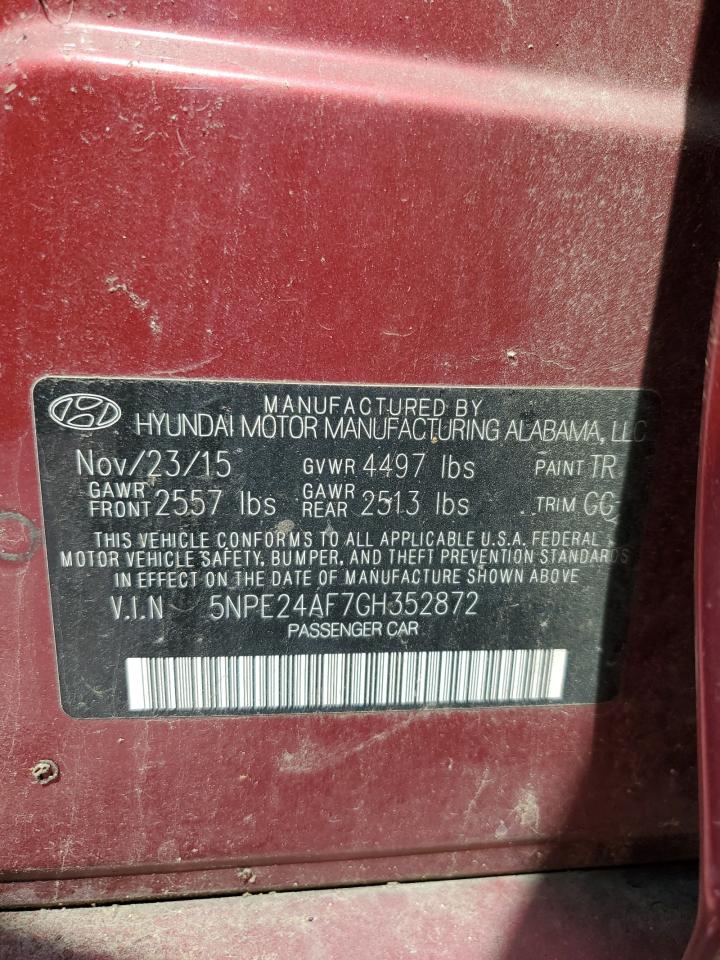 MANUFACTURED BY
HYUNDAI MOTOR MANUFACTURING ALABAMA, LLC
Nov/23/15 GVWR 4497 lbs PAINT TR
GAWR FRONT 2557 lbs GAWR REAR 2513 lbs TRIM GG
THIS VEHICLE CONFORMS TO ALL APPLICABLE U.S.A. FEDERAL
MOTOR VEHICLE SAFETY, BUMPER, AND THEFT PREVENTION STANDARDS
IN EFFECT ON THE DATE OF MANUFACTURE SHOWN ABOVE
V.I.N 5NPE24AF7GH352872
PASSENGER CAR